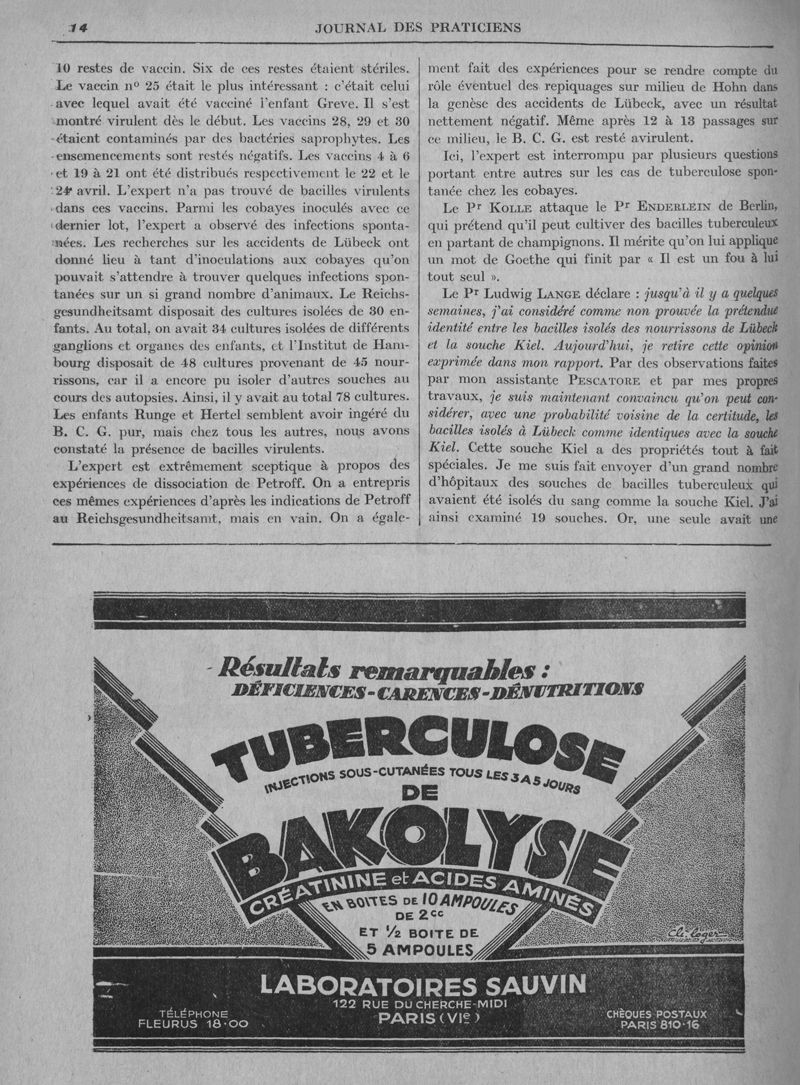 14
JOURNAL DES PRATICIENS
10 restes de vaccin. Six de ces restes étaient stériles.
Le vaccin nº 25 était le plus intéressant : c'était celui
avec lequel avait été vacciné l'enfant Greve. Il s'est
montré virulent dès le début. Les vaccins 28, 29 et 30
étaient contaminés par des bactéries saprophytes. Les
ensemencements sont restés négatifs. Les vaccins 4 à 6
et 19 à 21 ont été distribués respectivement le 22 et le
24 avril. L'expert n'a pas trouvé de bacilles virulents
dans ces vaccins. Parmi les cobayes inoculés avec ce
dernier lot, l'expert a observé des infections sponta-
nées. Les recherches sur les accidents de Lübeck ont
donné lieu à tant d'inoculations aux cobayes qu'on
pouvait s'attendre à trouver quelques infections spon-
tanées sur un si grand nombre d'animaux. Le Reichs-
gesundheitsamt disposait des cultures isolées de 30 en-
fants. Au total, on avait 34 cultures isolées de différents
ganglions et organes des enfants, et l'Institut de Ham-
bourg disposait de 48 cultures provenant de 45 nour-
rissons, car il a encore pu isoler d'autres souches au
cours des autopsies. Ainsi, il y avait au total 78 cultures.
Les enfants Runge et Hertel semblent avoir ingéré du
B. C. G. pur, mais chez tous les autres, nous avons
constaté la présence de bacilles virulents.
L'expert est extrêmement sceptique à propos des
expériences de dissociation de Petroff. On a entrepris
ces mêmes expériences d'après les indications de Petroff
au Reichsgesundheitsamt, mais en vain. On a égale-
ment fait des expériences pour se rendre compte du
rôle éventuel des repiquages sur milieu de Hohn dans
la genèse des accidents de Lübeck, avec un résultat
nettement négatif. Même après 12 à 13 passages sur
ce milieu, le B. C. G. est resté avirulent.
Ici, l'expert est interrompu par plusieurs questions
portant entre autres sur les cas de tuberculose spon-
tanée chez les cobayes.
Le Pr KOLLE attaque le Pr ENDERLEIN de Berlin,
qui prétend qu'il peut cultiver des bacilles tuberculeux
en partant de champignons. Il mérite qu'on lui applique
un mot de Goethe qui finit par « Il est un fou à lui
tout seul ».
Le Pr Ludwig LANGE déclare : jusqu'à il y a quelques
semaines, j'ai considéré comme non prouvée la prétendue
identité entre les bacilles isolés des nourrissons de Lübeck
et la souche Kiel. Aujourd'hui, je retire cette opinion
exprimée dans mon rapport. Par des observations faites
par mon assistante PESCATORE et par mes propres
travaux, je suis maintenant convaincu qu'on peut con-
sidérer, avec une probabilité voisine de la certitude, les
bacilles isolés à Lübeck comme identiques avec la souche
Kiel. Cette souche Kiel a des propriétés tout à fait
spéciales. Je me suis fait envoyer d'un grand nombre
d'hôpitaux des souches de bacilles tuberculeux qui
avaient été isolés du sang comme la souche Kiel. J'ai
ainsi examiné 19 souches. Or, une seule avait une
Résultats remarquables :
DÉFICIENCES - CARENCES - DÉNUTRITIONS
TUBERCULOSE
INJECTIONS SOUS-CUTANÉES TOUS LES 3 A 5 JOURS
DE
BAKOLYSE
CRÉATININE et ACIDES AMINÉS
EN BOITES DE 10 AMPOULES
DE 2cc
ET ½ BOITE DE
5 AMPOULES
Ch. Loger
LABORATOIRES SAUVIN
122 RUE DU CHERCHE-MIDI
PARIS (VIe)
TÉLÉPHONE
FLEURUS 18-00
CHÈQUES POSTAUX
PARIS 810-16